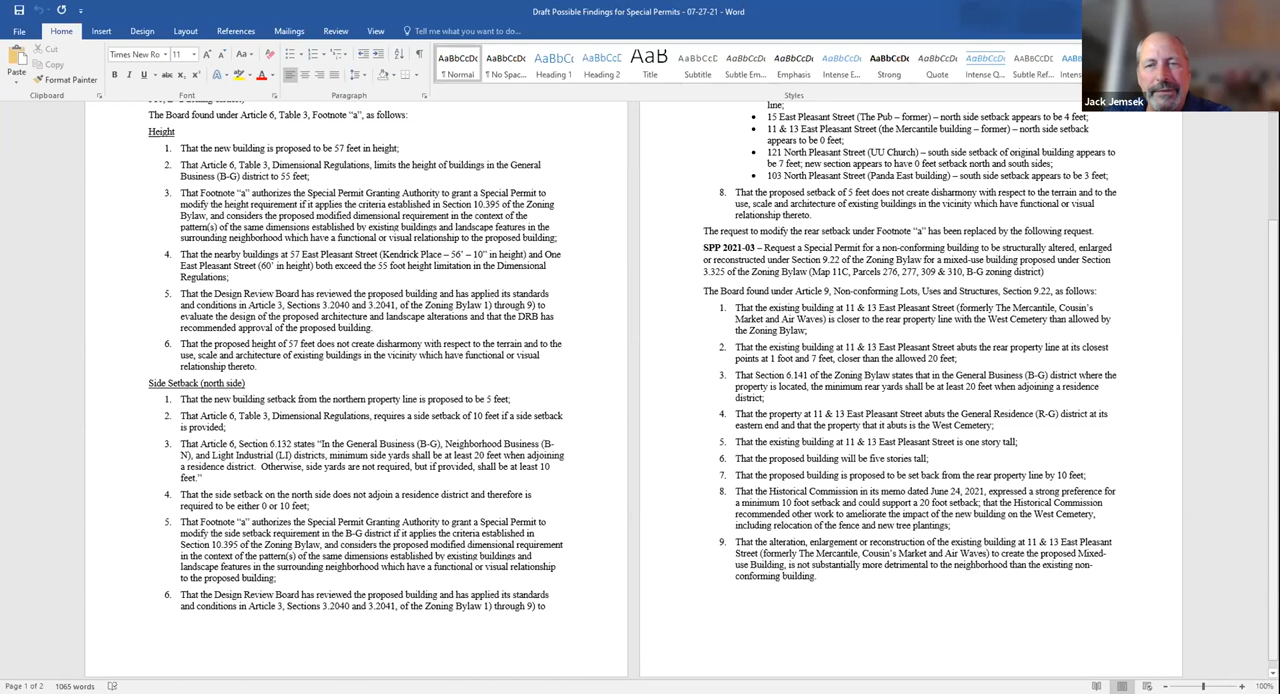 Draft Possible Findings for Special Permits - 07-27-21 - Word
File
Home
Insert
Design
Layout
References
Mailings
Review
View
Tell me what you want to do...
Paste
Cut
Copy
Format Painter
Clipboard
Times New Ro
11
Font
Paragraph
AaBbCcDc
¶ Normal
AaBbCcDc
¶ No Spac...
AaBbCc
Heading 1
AaBbCcD
Heading 2
AaB
Title
AaBbCcD
Subtitle
AaBbCcDc
Subtle Em...
AaBbCcDc
Emphasis
AaBbCcDc
Intense E...
AaBbCcDc
Strong
AaBbCcDc
Quote
AaBbCcDc
Intense Q...
AaBbCcDc
Subtle Ref...
Styles
Jack Jemsek
The Board found under Article 6, Table 3, Footnote “a”, as follows:
Height
1. That the new building is proposed to be 57 feet in height;
2. That Article 6, Table 3, Dimensional Regulations, limits the height of buildings in the General
Business (B-G) district to 55 feet;
3. That Footnote “a” authorizes the Special Permit Granting Authority to grant a Special Permit to
modify the height requirement if it applies the criteria established in Section 10.395 of the Zoning
Bylaw, and considers the proposed modified dimensional requirement in the context of the
pattern(s) of the same dimensions established by existing buildings and landscape features in the
surrounding neighborhood which have a functional or visual relationship to the proposed building;
4. That the nearby buildings at 57 East Pleasant Street (Kendrick Place – 56’ – 10” in height) and One
East Pleasant Street (60’ in height) both exceed the 55 foot height limitation in the Dimensional
Regulations;
5. That the Design Review Board has reviewed the proposed building and has applied its standards
and conditions in Article 3, Sections 3.2040 and 3.2041, of the Zoning Bylaw 1) through 9) to
evaluate the design of the proposed architecture and landscape alterations and that the DRB has
recommended approval of the proposed building.
6. That the proposed height of 57 feet does not create disharmony with respect to the terrain and to the
use, scale and architecture of existing buildings in the vicinity which have functional or visual
relationship thereto.
Side Setback (north side)
1. That the new building setback from the northern property line is proposed to be 5 feet;
2. That Article 6, Table 3, Dimensional Regulations, requires a side setback of 10 feet if a side setback
is provided;
3. That Article 6, Section 6.132 states “In the General Business (B-G), Neighborhood Business (B-
N), and Light Industrial (LI) districts, minimum side yards shall be at least 20 feet when adjoining
a residence district. Otherwise, side yards are not required, but if provided, shall be at least 10
feet.”
4. That the side setback on the north side does not adjoin a residence district and therefore is
required to be either 0 or 10 feet;
5. That Footnote “a” authorizes the Special Permit Granting Authority to grant a Special Permit to
modify the side setback requirement in the B-G district if it applies the criteria established in
Section 10.395 of the Zoning Bylaw, and considers the proposed modified dimensional requirement
in the context of the pattern(s) of the same dimensions established by existing buildings and
landscape features in the surrounding neighborhood which have a functional or visual relationship
to the proposed building;
6. That the Design Review Board has reviewed the proposed building and has applied its standards
and conditions in Article 3, Sections 3.2040 and 3.2041, of the Zoning Bylaw 1) through 9) to
line;
• 15 East Pleasant Street (The Pub – former) – north side setback appears to be 4 feet;
• 11 & 13 East Pleasant Street (the Mercantile building – former) – north side setback
appears to be 0 feet;
• 121 North Pleasant Street (UU Church) – south side setback of original building appears to
be 7 feet; new section appears to have 0 feet setback north and south sides;
• 103 North Pleasant Street (Panda East building) – south side setback appears to be 3 feet;
8. That the proposed setback of 5 feet does not create disharmony with respect to the terrain and to the
use, scale and architecture of existing buildings in the vicinity which have functional or visual
relationship thereto.
The request to modify the rear setback under Footnote “a” has been replaced by the following request.
SPP 2021-03 – Request a Special Permit for a non-conforming building to be structurally altered, enlarged
or reconstructed under Section 9.22 of the Zoning Bylaw for a mixed-use building proposed under Section
3.325 of the Zoning Bylaw (Map 11C, Parcels 276, 277, 309 & 310, B-G zoning district)
The Board found under Article 9, Non-conforming Lots, Uses and Structures, Section 9.22, as follows:
1. That the existing building at 11 & 13 East Pleasant Street (formerly The Mercantile, Cousin’s
Market and Air Waves) is closer to the rear property line with the West Cemetery than allowed by
the Zoning Bylaw;
2. That the existing building at 11 & 13 East Pleasant Street abuts the rear property line at its closest
points at 1 foot and 7 feet, closer than the allowed 20 feet;
3. That Section 6.141 of the Zoning Bylaw states that in the General Business (B-G) district where the
property is located, the minimum rear yards shall be at least 20 feet when adjoining a residence
district;
4. That the property at 11 & 13 East Pleasant Street abuts the General Residence (R-G) district at its
eastern end and that the property that it abuts is the West Cemetery;
5. That the existing building at 11 & 13 East Pleasant Street is one story tall;
6. That the proposed building will be five stories tall;
7. That the proposed building is proposed to be set back from the rear property line by 10 feet;
8. That the Historical Commission in its memo dated June 24, 2021, expressed a strong preference for
a minimum 10 foot setback and could support a 20 foot setback; that the Historical Commission
recommended other work to ameliorate the impact of the new building on the West Cemetery,
including relocation of the fence and new tree plantings;
9. That the alteration, enlargement or reconstruction of the existing building at 11 & 13 East Pleasant
Street (formerly The Mercantile, Cousin’s Market and Air Waves) to create the proposed Mixed-
use Building, is not substantially more detrimental to the neighborhood than the existing non-
conforming building.
Page 1 of 2
1065 words
100%